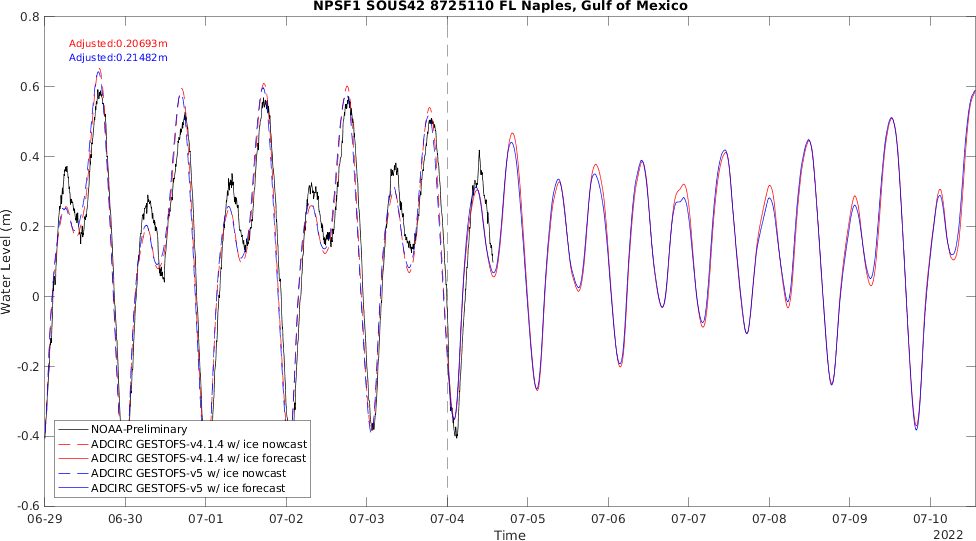 NPSF1 SOUS42 8725110 FL Naples, Gulf of Mexico
0.8
0.6
0.4
0.2
0
-0.2
-0.4
-0.6
Water Level (m)
Adjusted:0.20693m
Adjusted:0.21482m
NOAA-Preliminary
ADCIRC GESTOFS-v4.1.4 w/ ice nowcast
ADCIRC GESTOFS-v4.1.4 w/ ice forecast
ADCIRC GESTOFS-v5 w/ ice nowcast
ADCIRC GESTOFS-v5 w/ ice forecast
06-29 06-30 07-01 07-02 07-03 07-04 07-05 07-06 07-07 07-08 07-09 07-10
Time
2022